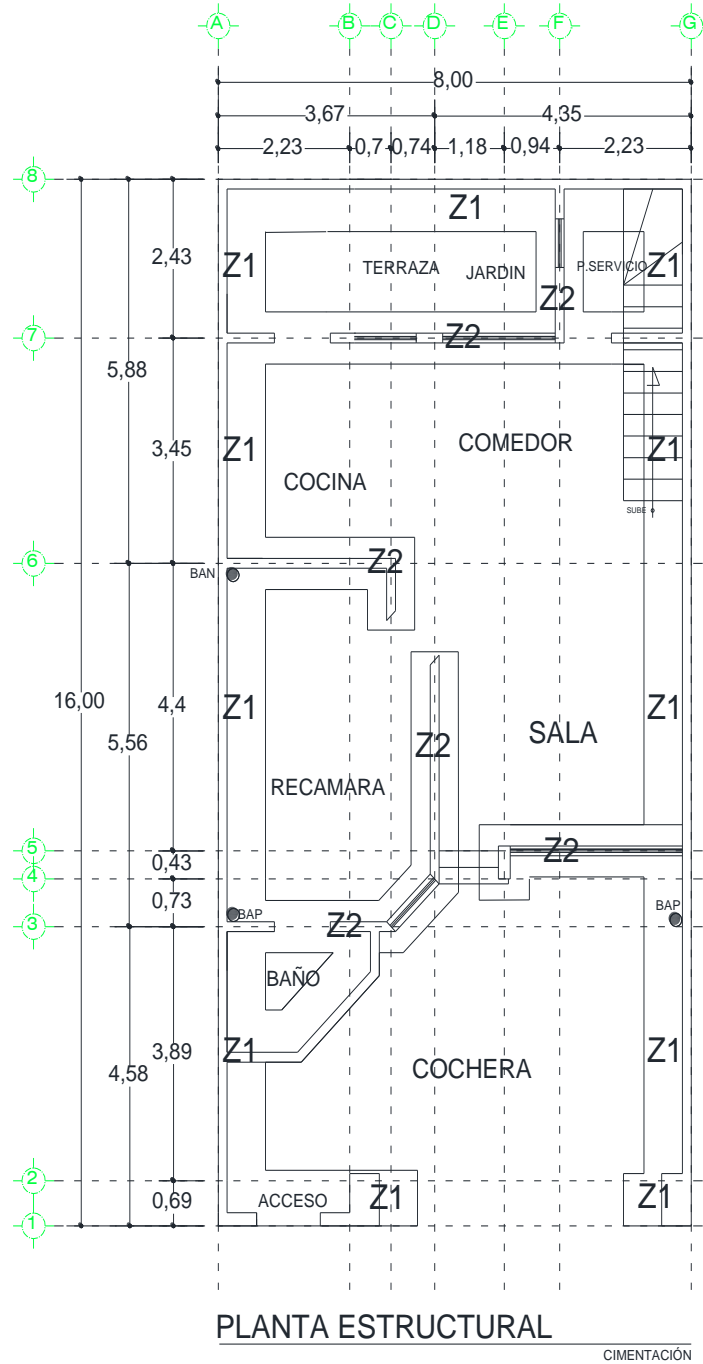 A B C D E F G
8,00
3,67 4,35
2,23 0,7 0,74 1,18 0,94 2,23
8
Z1
2,43 Z1 TERRAZA JARDIN P.SERVICIO Z1
Z2
7 Z2
5,88
3,45 Z1 COMEDOR Z1
COCINA
SUBE
6 Z2
BAN
16,00 4,4 Z1 Z1
SALA
5,56 Z2
RECAMARA
5 Z2
0,43
4
0,73 BAP BAP
3 Z2
BAÑO
3,89 Z1 Z1
4,58 COCHERA
2
0,69 ACCESO Z1 Z1
1
PLANTA ESTRUCTURAL
CIMENTACIÓN